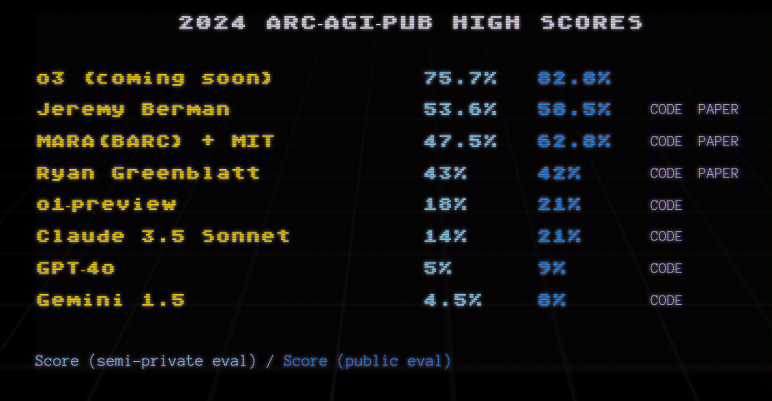 2024 ARC-AGI-PUB HIGH SCORES
o3 (coming soon) 75.7% 82.8%
Jeremy Berman 53.6% 58.5% CODE PAPER
MARA(BARC) + MIT 47.5% 62.8% CODE PAPER
Ryan Greenblatt 43% 42% CODE PAPER
o1-preview 18% 21% CODE
Claude 3.5 Sonnet 14% 21% CODE
GPT-4o 5% 9% CODE
Gemini 1.5 4.5% 8% CODE
Score (semi-private eval) / Score (public eval)